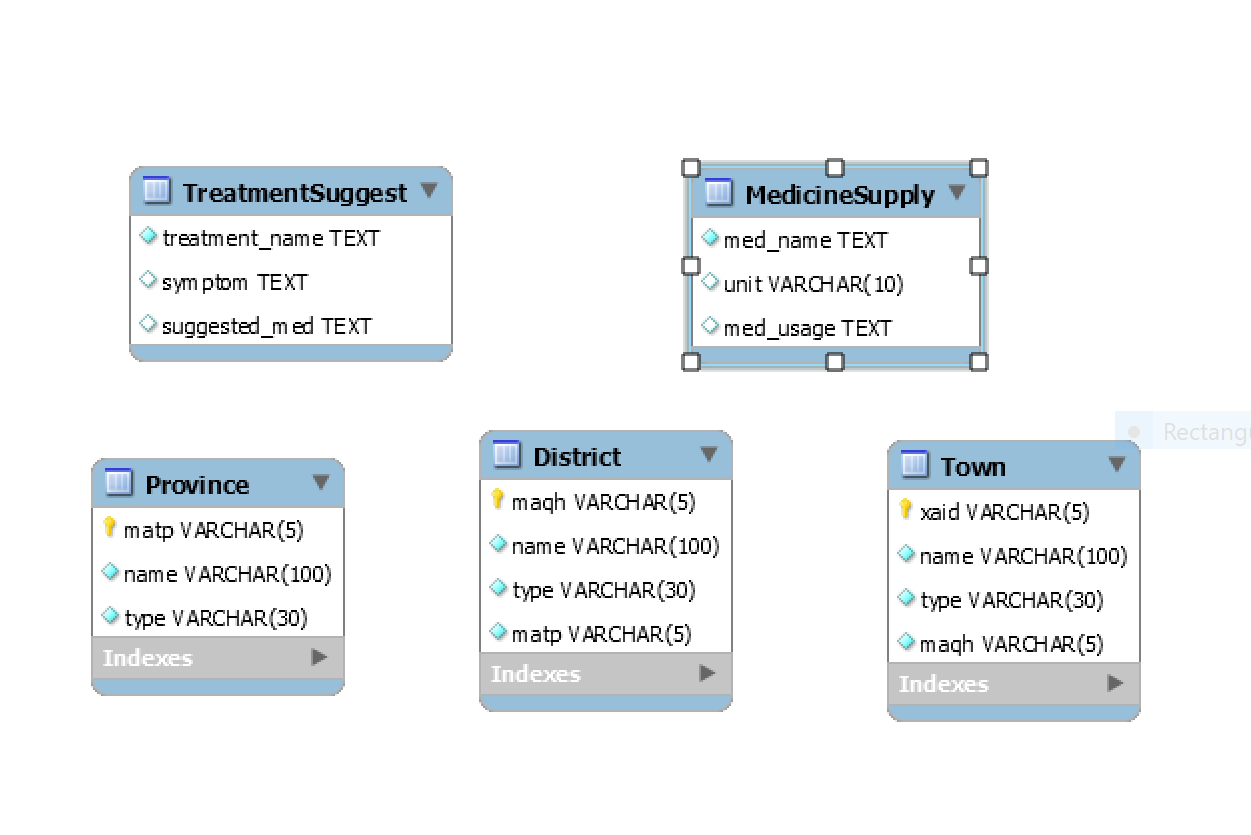 TreatmentSuggest
treatment_name TEXT
symptom TEXT
suggested_med TEXT
MedicineSupply
med_name TEXT
unit VARCHAR(10)
med_usage TEXT
Province
matp VARCHAR(5)
name VARCHAR(100)
type VARCHAR(30)
Indexes
District
maqh VARCHAR(5)
name VARCHAR(100)
type VARCHAR(30)
matp VARCHAR(5)
Indexes
Rectangu
Town
xaid VARCHAR(5)
name VARCHAR(100)
type VARCHAR(30)
maqh VARCHAR(5)
Indexes